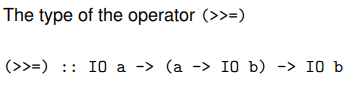 The type of the operator (>>=)
(>>=) :: IO a -> (a -> IO b) -> IO b